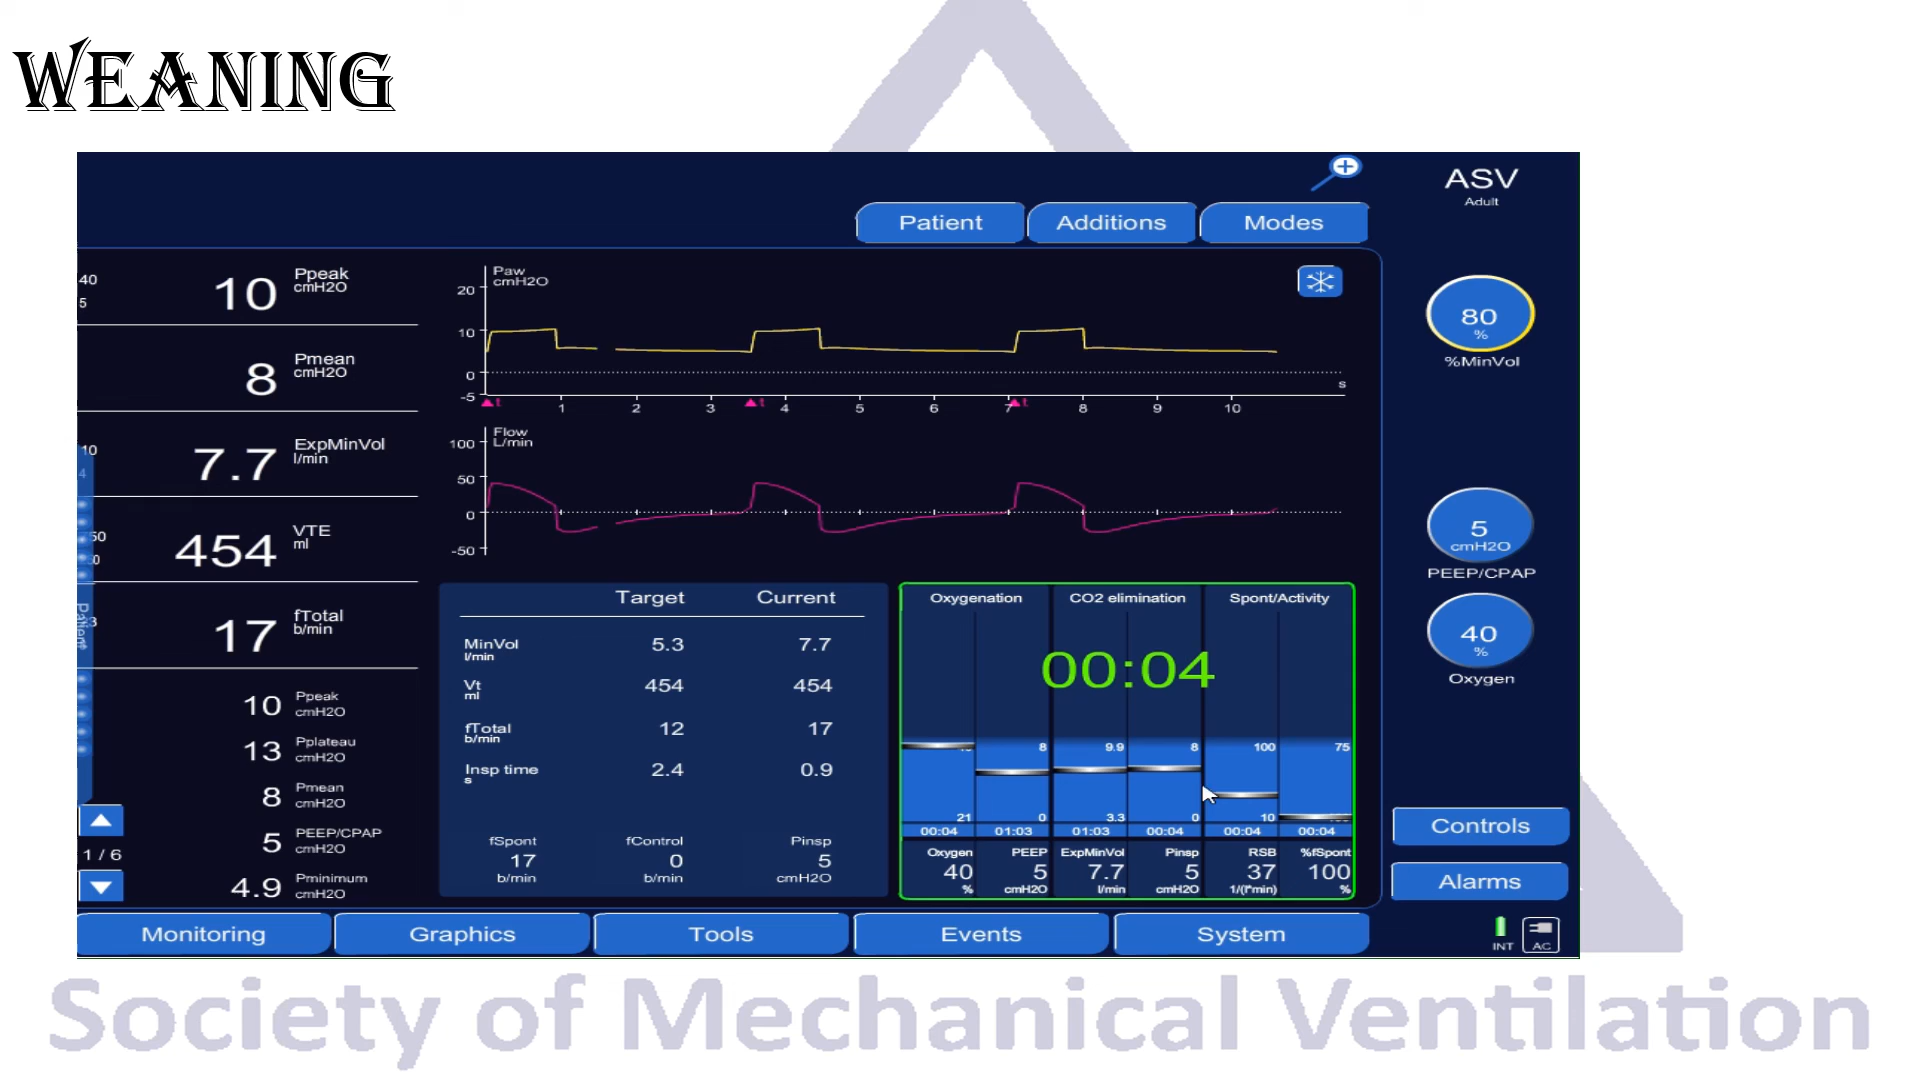 WEANING
ASV
Adult
Patient
Additions
Modes
40
5
10
Ppeak
cmH2O
8
Pmean
cmH2O
10
4
7.7
ExpMinVol
l/min
50
0
454
VTE
ml
3
17
fTotal
b/min
Patient
10 Ppeak
cmH2O
13 Pplateau
cmH2O
8 Pmean
cmH2O
5 PEEP/CPAP
cmH2O
4.9 Pminimum
cmH2O
1 / 6
Paw
cmH2O
20
10
0
-5
s
t t t
1 2 3 4 5 6 7 8 9 10
Flow
L/min
100
50
0
-50
Target Current
MinVol 5.3 7.7
l/min
Vt 454 454
ml
fTotal 12 17
b/min
Insp time 2.4 0.9
s
fSpont fControl Pinsp
17 0 5
b/min b/min cmH2O
Oxygenation CO2 elimination Spont/Activity
00:04
8 9.9 8 100 75
21 0 3.3 0 10
00:04 01:03 01:03 00:04 00:04 00:04
Oxygen PEEP ExpMinVol Pinsp RSB %fSpont
40 5 7.7 5 37 100
% cmH2O l/min cmH2O 1/(l*min) %
80
%
%MinVol
5
cmH2O
PEEP/CPAP
40
%
Oxygen
Controls
Alarms
Monitoring
Graphics
Tools
Events
System
INT
AC
Society of Mechanical Ventilation